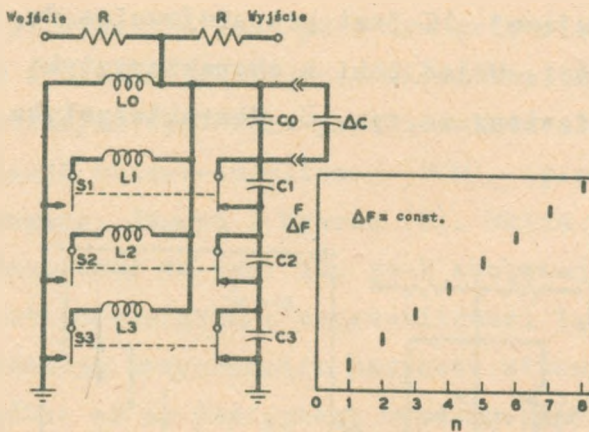 Wejście R R Wyjście
L0 C0 ΔC
S1 L1 C1
S2 L2 C2
S3 L3 C3
F
ΔF
ΔF = const.
0 1 2 3 4 5 6 7 8
n